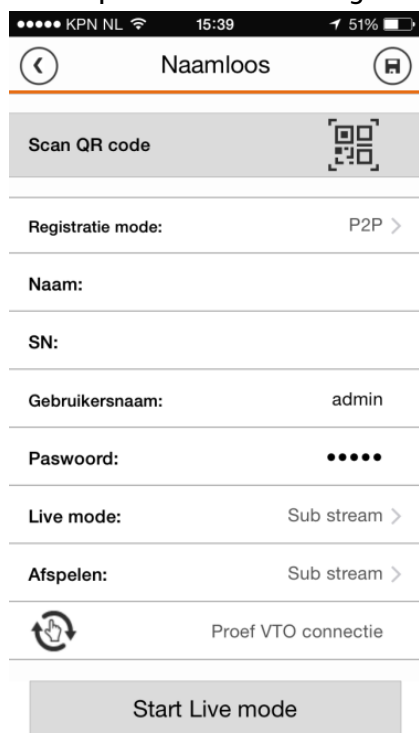 KPN NL 15:39 51%
Naamloos
Scan QR code
Registratie mode: P2P
Naam:
SN:
Gebruikersnaam: admin
Paswoord: •••••
Live mode: Sub stream
Afspelen: Sub stream
Proef VTO connectie
Start Live mode